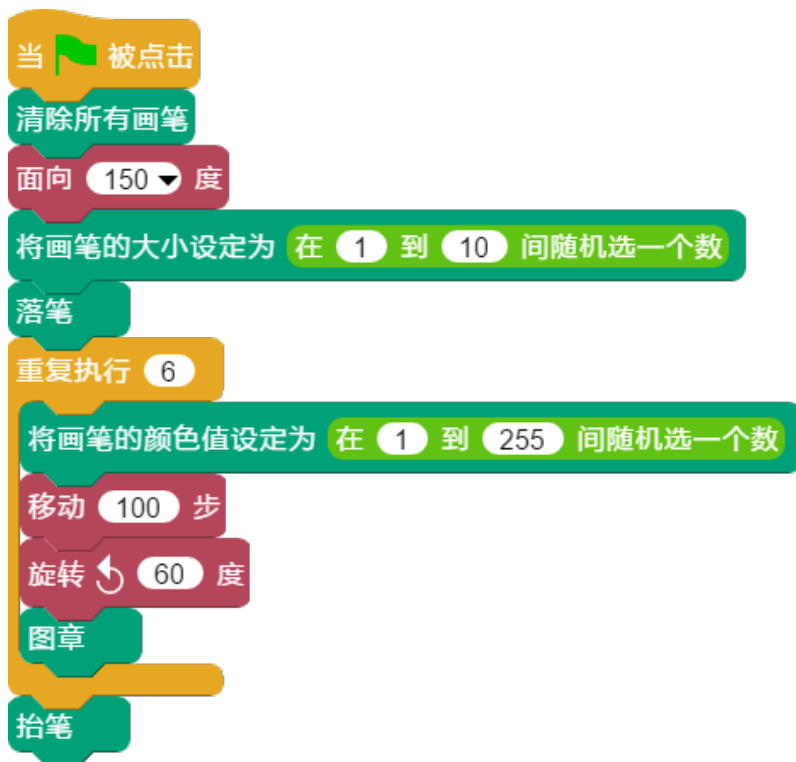 当 被点击
清除所有画笔
面向 150 度
将画笔的大小设定为 在 1 到 10 间随机选一个数
落笔
重复执行 6
将画笔的颜色值设定为 在 1 到 255 间随机选一个数
移动 100 步
旋转 60 度
图章
抬笔